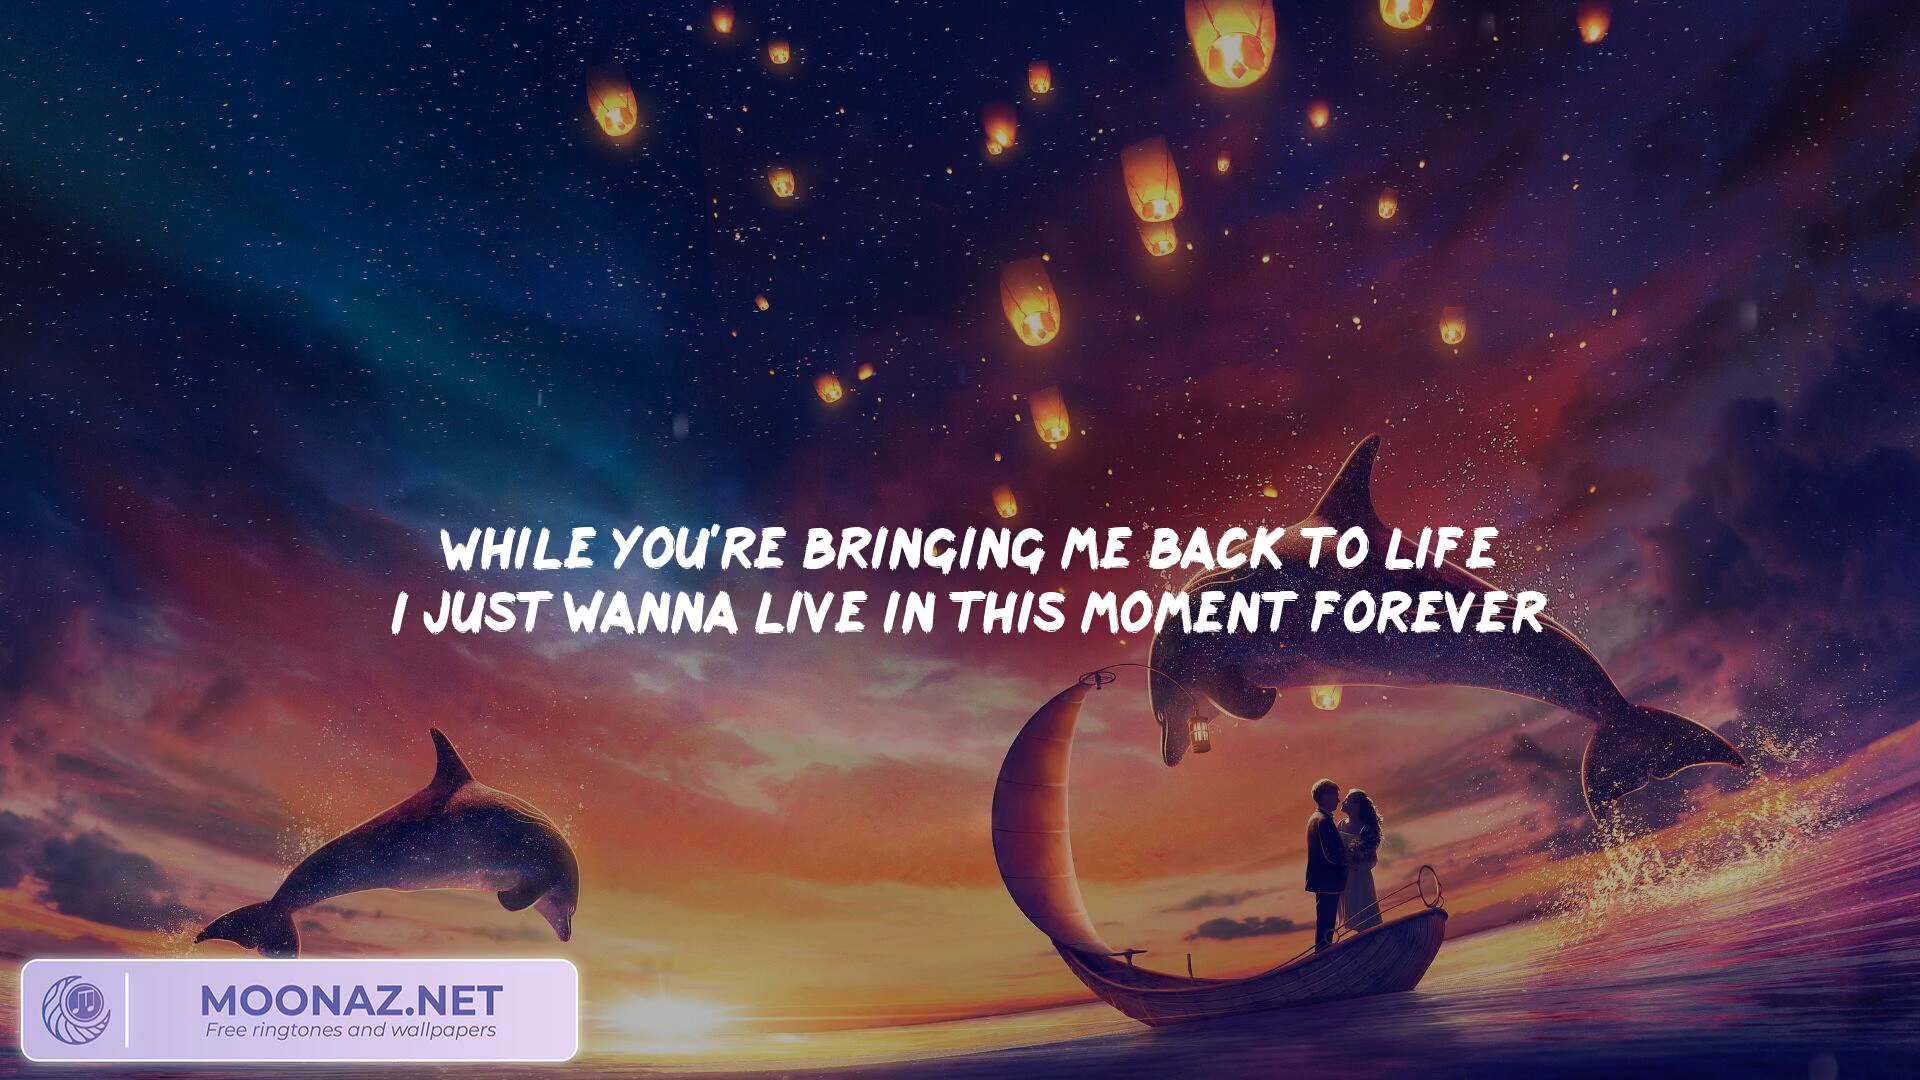 WHILE YOU'RE BRINGING ME BACK TO LIFE
I JUST WANNA LIVE IN THIS MOMENT FOREVER
MOONAZ.NET
Free ringtones and wallpapers